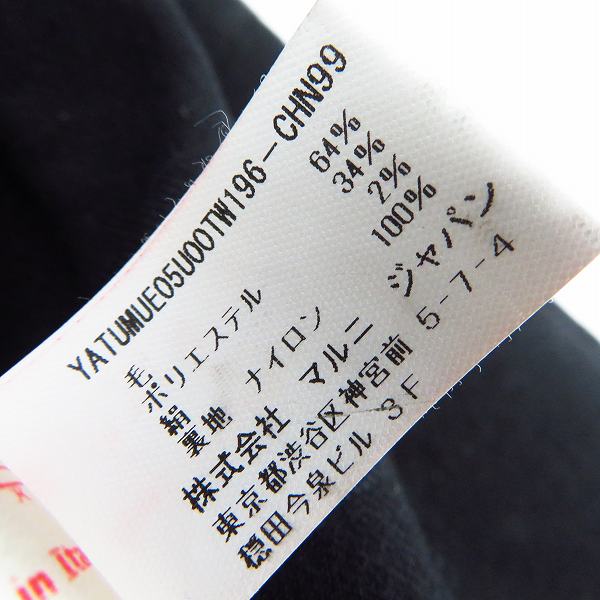 YATUMUE05U00TW196-CHN99
毛 64%
ポリエステル 34%
絹 2%
裏地 ナイロン 100%
株式会社 マルニ ジャパン
東京都渋谷区神宮前 5-7-4
穏田今泉ビル 3F
in Ita